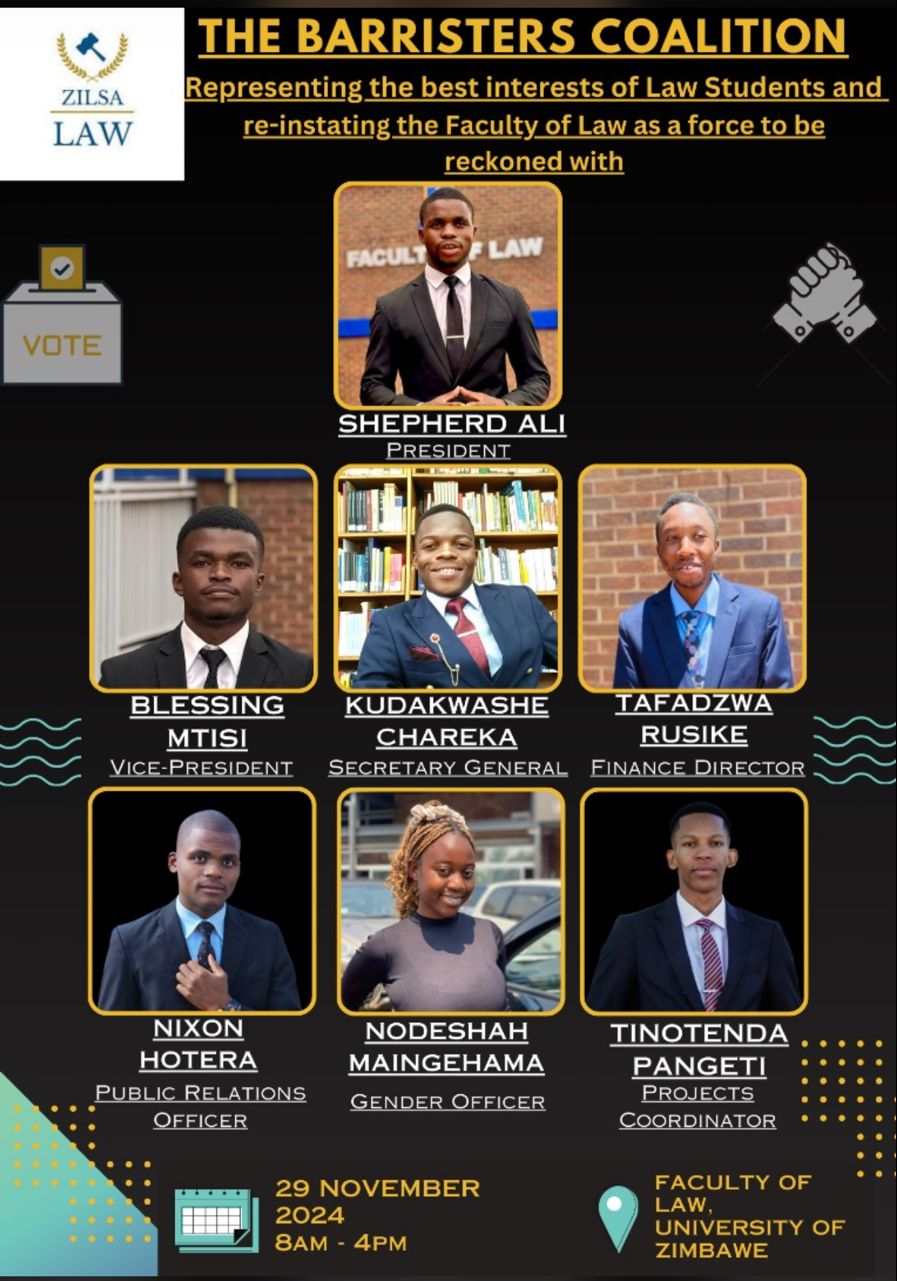 ZILSA
LAW
THE BARRISTERS COALITION
Representing the best interests of Law Students and
re-instating the Faculty of Law as a force to be
reckoned with
VOTE
FACULT F LAW
SHEPHERD ALI
PRESIDENT
BLESSING
MTISI
VICE-PRESIDENT
KUDAKWASHE
CHAREKA
SECRETARY GENERAL
TAFADZWA
RUSIKE
FINANCE DIRECTOR
NIXON
HOTERA
PUBLIC RELATIONS
OFFICER
NODESHAH
MAINGEHAMA
GENDER OFFICER
TINOTENDA
PANGETI
PROJECTS
COORDINATOR
29 NOVEMBER
2024
8AM - 4PM
FACULTY OF
LAW,
UNIVERSITY OF
ZIMBAWE